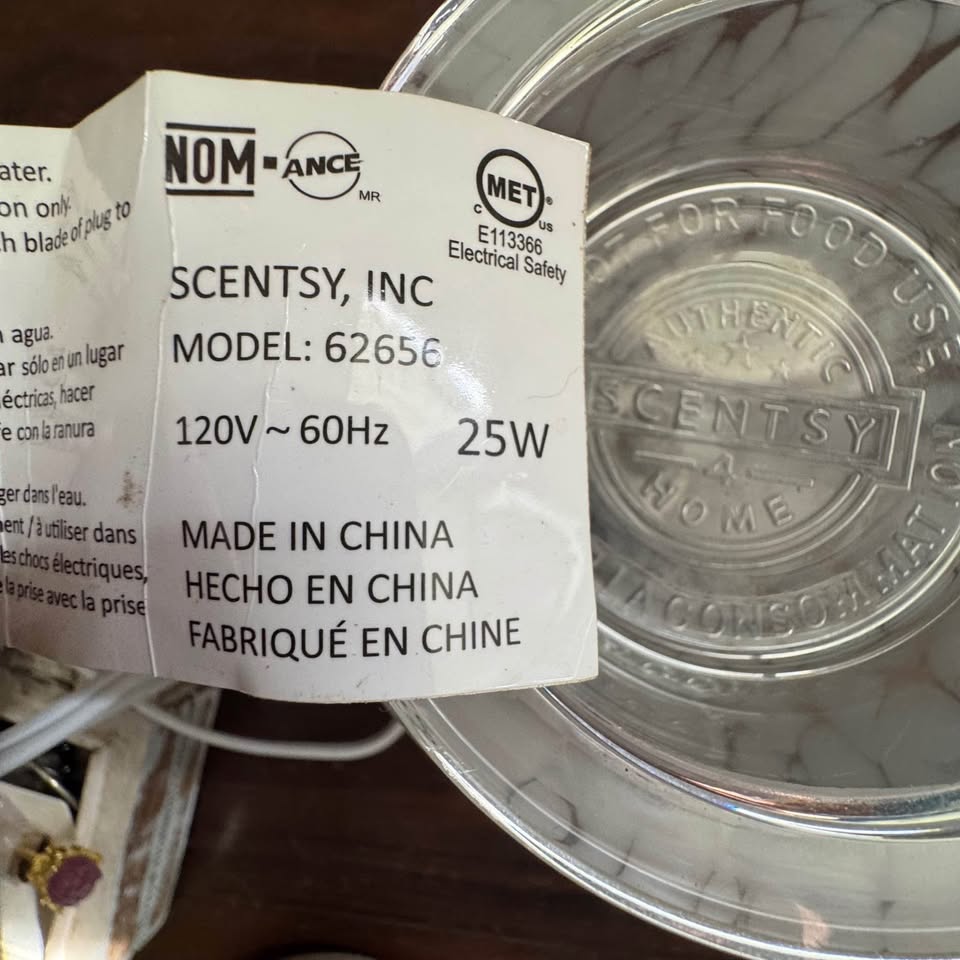 ater.
on only.
h blade of plug to
agua.
ar sólo en un lugar
éctricas, hacer
e con la ranura
ger dans l'eau.
ent / à utiliser dans
les chocs électriques,
la prise avec la prise
NOM-ANCE MR
c MET® us
E113366
Electrical Safety
SCENTSY, INC
MODEL: 62656
120V ~ 60Hz 25W
MADE IN CHINA
HECHO EN CHINA
FABRIQUÉ EN CHINE
FOR FOOD USE
AUTHENTIC
SCENTSY
HOME
A CONSOMMAT